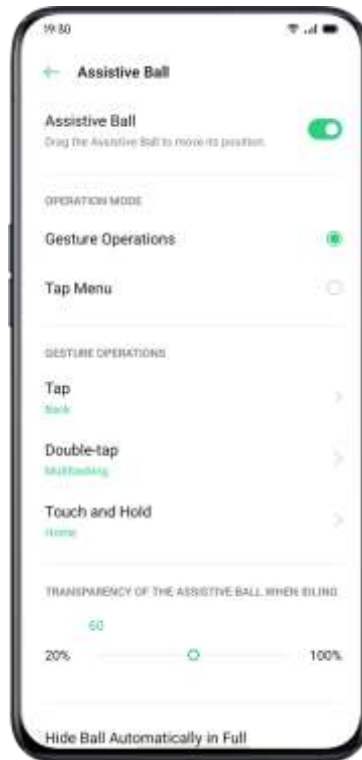 19:30
Assistive Ball
Assistive Ball
Drag the Assistive Ball to move its position.
OPERATION MODE
Gesture Operations
Tap Menu
GESTURE OPERATIONS
Tap
Back
Double-tap
Multitasking
Touch and Hold
Home
TRANSPARENCY OF THE ASSISTIVE BALL WHEN IDLING
60
20%
100%
Hide Ball Automatically in Full